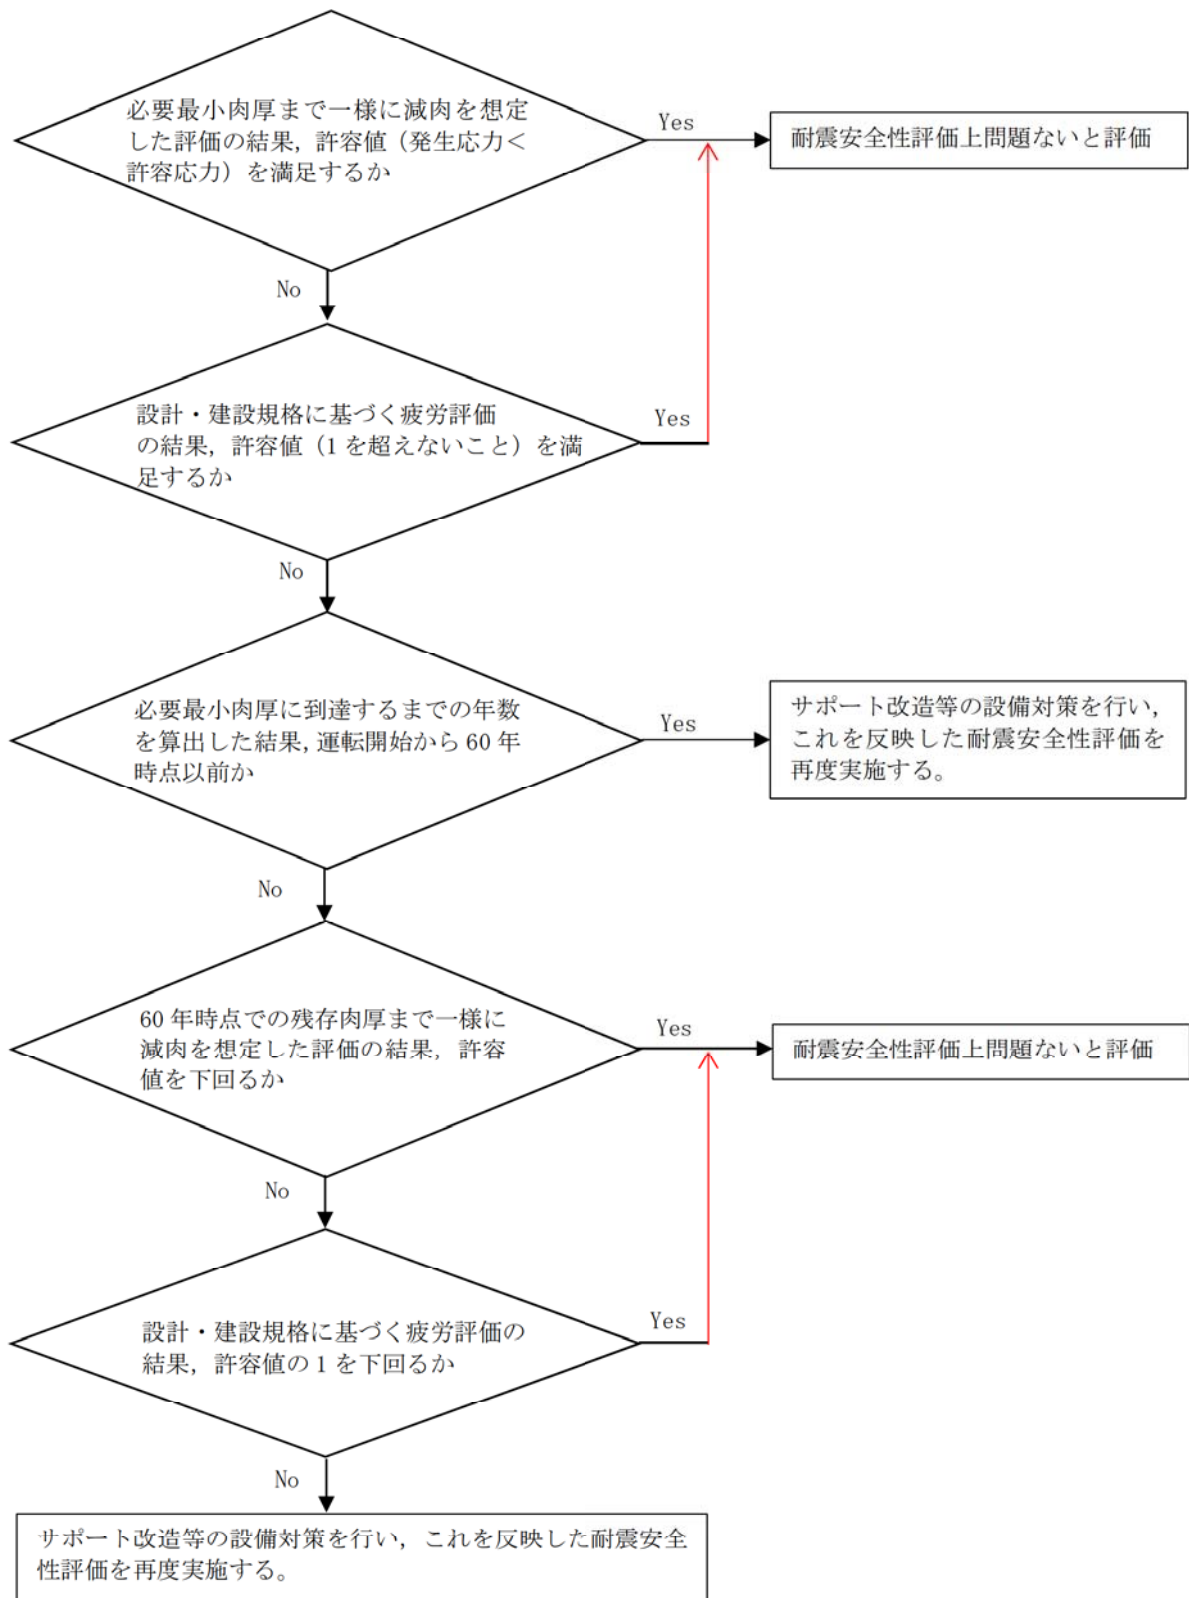 必要最小肉厚まで一様に減肉を想定
した評価の結果，許容値（発生応力＜
許容応力）を満足するか
Yes
耐震安全性評価上問題ないと評価
No
設計・建設規格に基づく疲労評価
の結果，許容値（1を超えないこと）を満
足するか
Yes
No
必要最小肉厚に到達するまでの年数
を算出した結果，運転開始から 60 年
時点以前か
Yes
サポート改造等の設備対策を行い，
これを反映した耐震安全性評価を
再度実施する。
No
60 年時点での残存肉厚まで一様に
減肉を想定した評価の結果，許容
値を下回るか
Yes
耐震安全性評価上問題ないと評価
No
設計・建設規格に基づく疲労評価の
結果，許容値の 1 を下回るか
Yes
No
サポート改造等の設備対策を行い，これを反映した耐震安全
性評価を再度実施する。